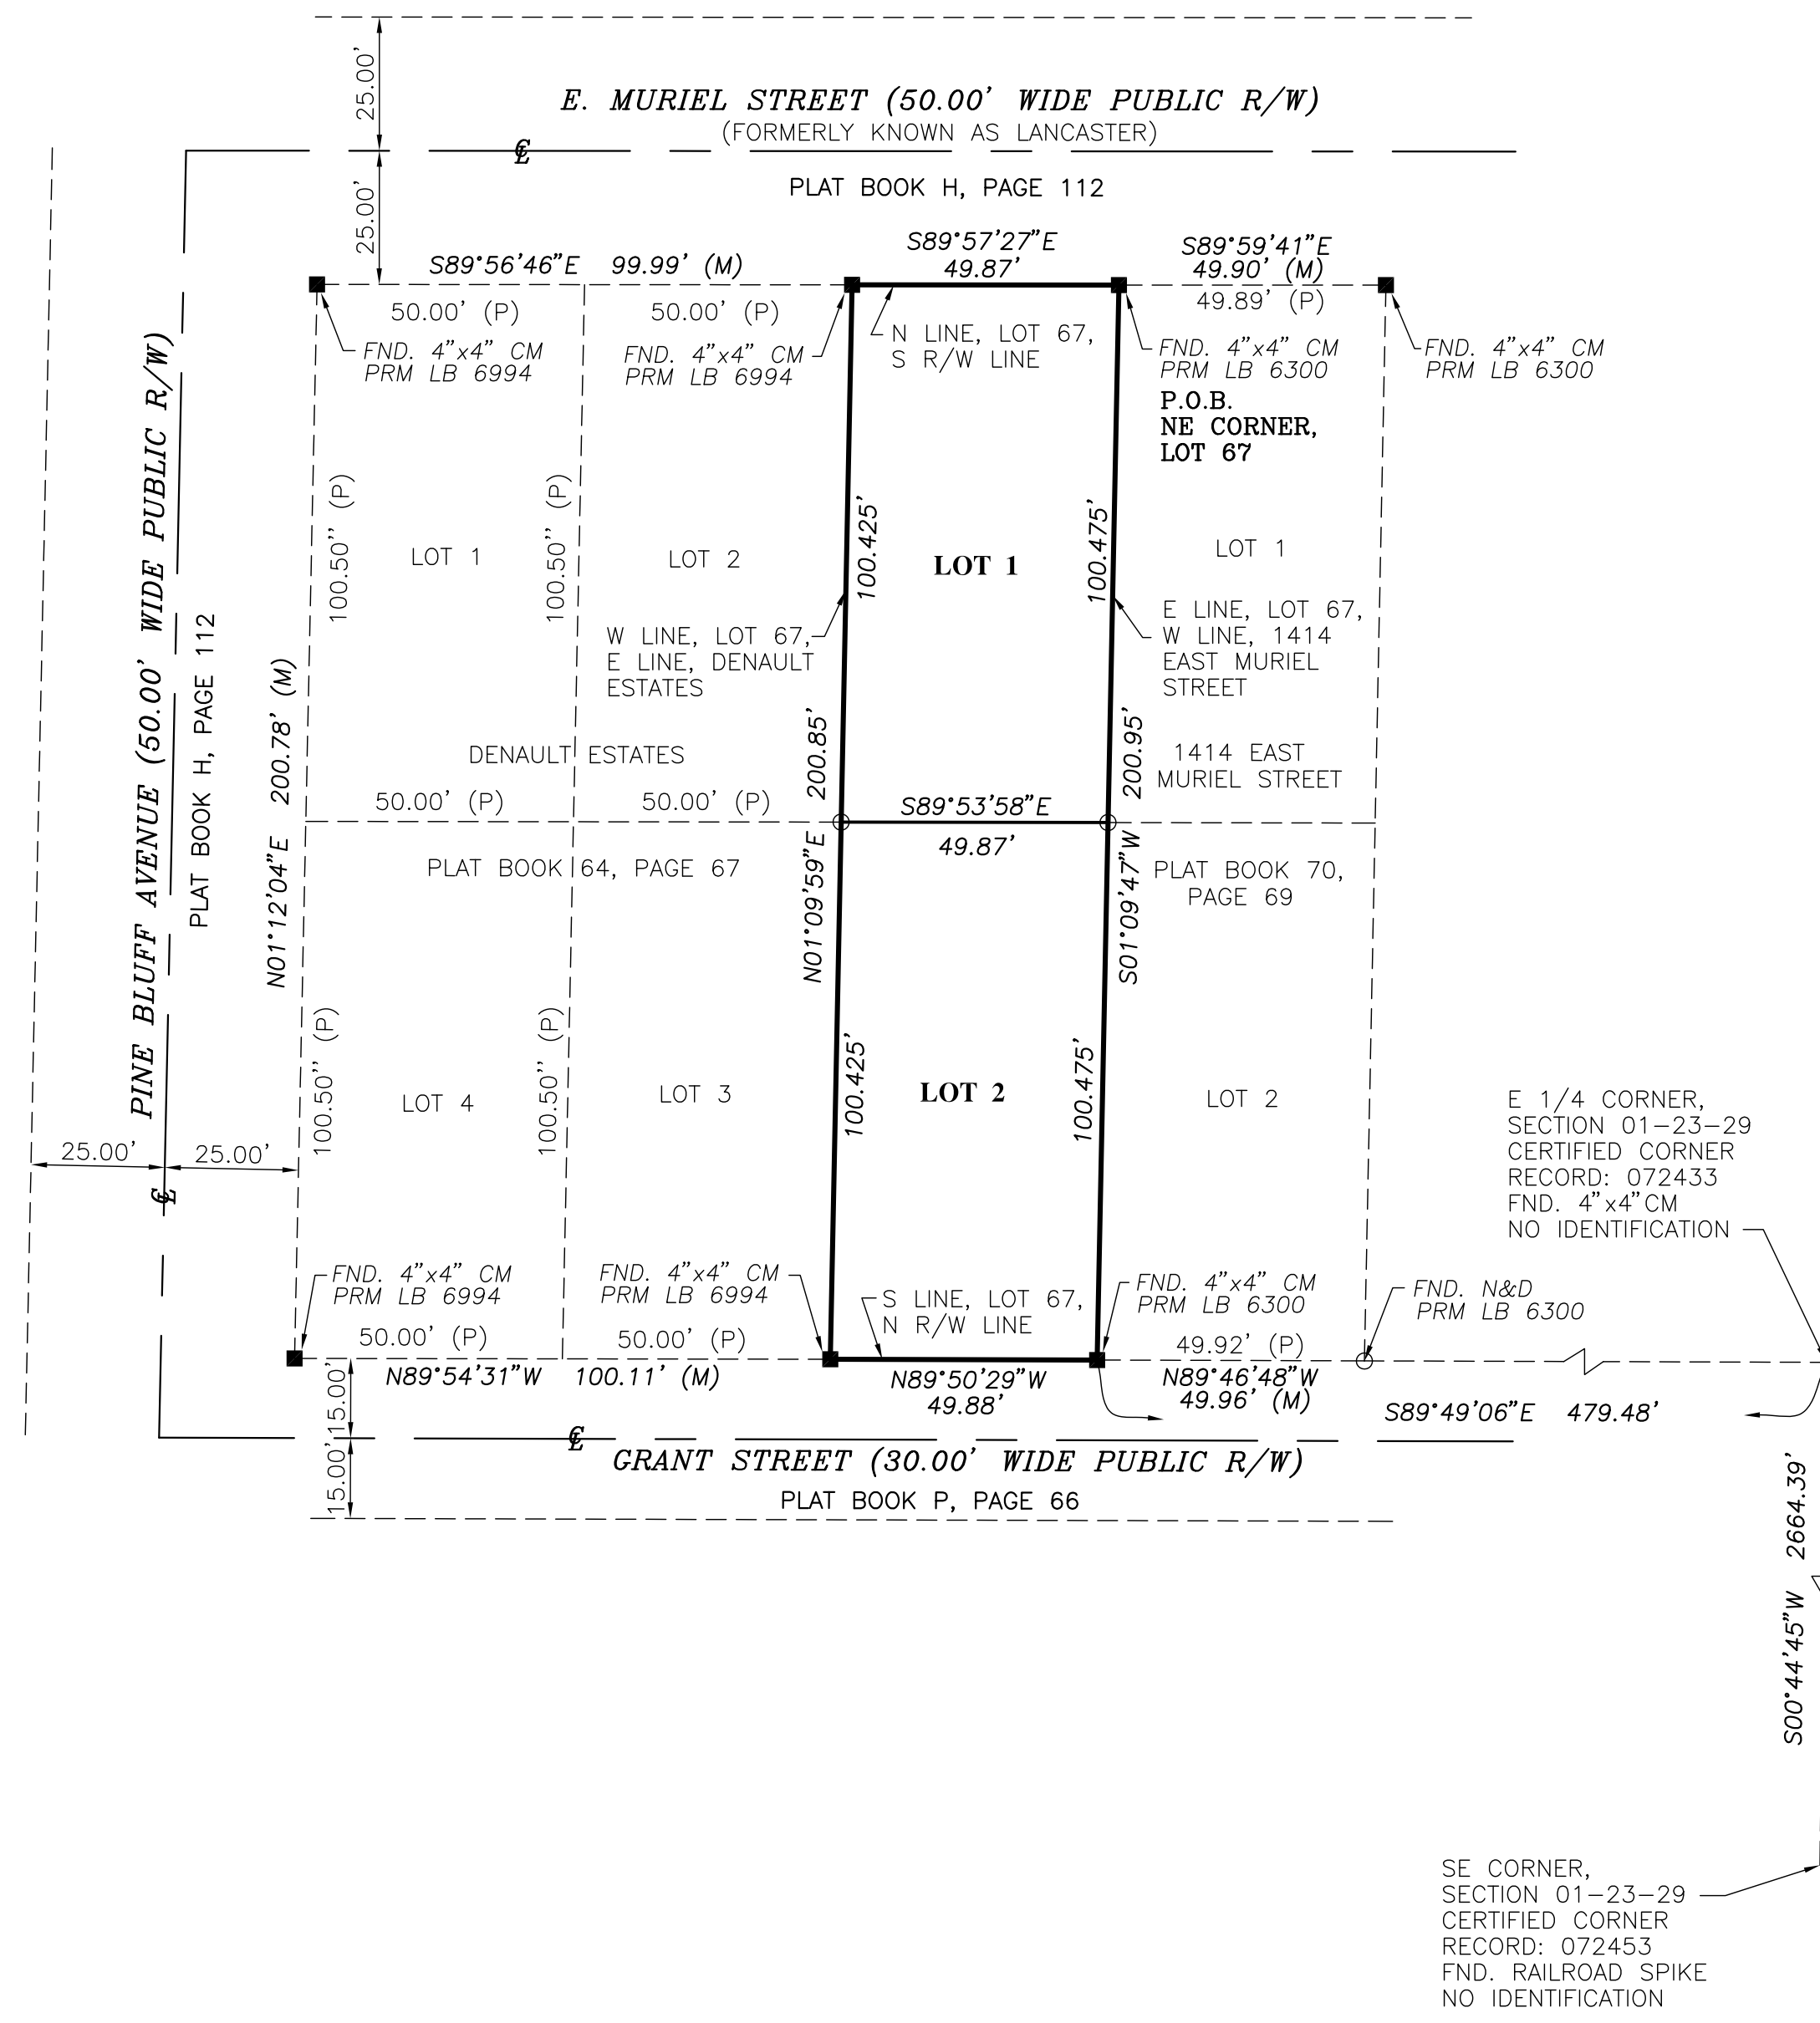 25.00'
E. MURIEL STREET (50.00' WIDE PUBLIC R/W)
(FORMERLY KNOWN AS LANCASTER)
℄
25.00'
PLAT BOOK H, PAGE 112
S89°56'46"E 99.99' (M)
S89°57'27"E
49.87'
S89°59'41"E
49.90' (M)
49.89' (P)
50.00' (P)
50.00' (P)
FND. 4"x4" CM
PRM LB 6994
FND. 4"x4" CM
PRM LB 6994
N LINE, LOT 67,
S R/W LINE
FND. 4"x4" CM
PRM LB 6300
FND. 4"x4" CM
PRM LB 6300
P.O.B.
NE CORNER,
LOT 67
PINE BLUFF AVENUE (50.00' WIDE PUBLIC R/W)
PLAT BOOK H, PAGE 112
100.50'' (P)
100.50'' (P)
100.425'
100.475'
LOT 1
LOT 2
LOT 1
LOT 1
W LINE, LOT 67,
E LINE, DENAULT
ESTATES
E LINE, LOT 67,
W LINE, 1414
EAST MURIEL
STREET
N01°12'04"E 200.78' (M)
N01°09'59"E 200.85'
S01°09'47"W 200.95'
DENAULT ESTATES
1414 EAST
MURIEL STREET
50.00' (P)
50.00' (P)
S89°53'58"E
49.87'
PLAT BOOK 64, PAGE 67
PLAT BOOK 70,
PAGE 69
100.50'' (P)
100.50'' (P)
100.425'
100.475'
LOT 4
LOT 3
LOT 2
LOT 2
25.00'
25.00'
℄
E 1/4 CORNER,
SECTION 01-23-29
CERTIFIED CORNER
RECORD: 072433
FND. 4"x4"CM
NO IDENTIFICATION
FND. 4"x4" CM
PRM LB 6994
FND. 4"x4" CM
PRM LB 6994
S LINE, LOT 67,
N R/W LINE
FND. 4"x4" CM
PRM LB 6300
FND. N&D
PRM LB 6300
50.00' (P)
50.00' (P)
49.92' (P)
N89°54'31"W 100.11' (M)
N89°50'29"W
49.88'
N89°46'48"W
49.96' (M)
S89°49'06"E 479.48'
15.00'
15.00'
℄
GRANT STREET (30.00' WIDE PUBLIC R/W)
PLAT BOOK P, PAGE 66
S00°44'45"W 2664.39'
SE CORNER,
SECTION 01-23-29
CERTIFIED CORNER
RECORD: 072453
FND. RAILROAD SPIKE
NO IDENTIFICATION